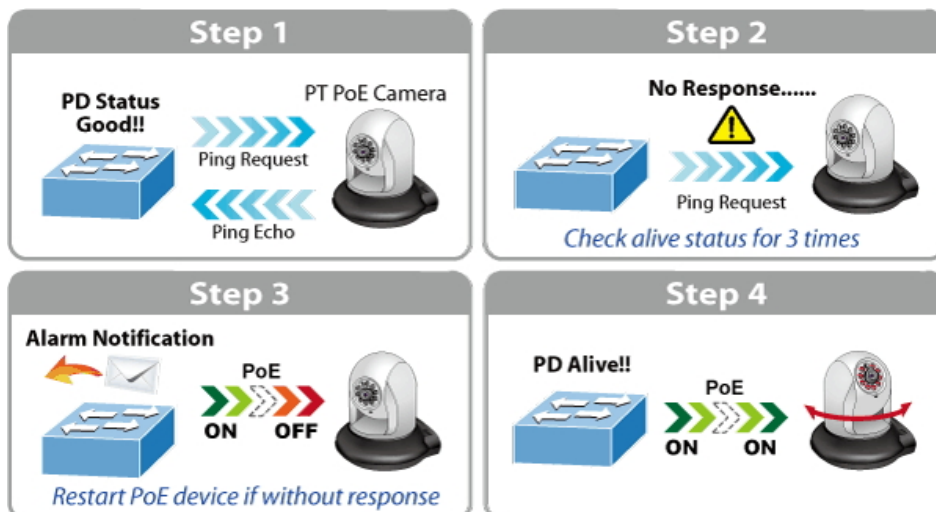 Step 1
PD Status
Good!!
PT PoE Camera
Ping Request
Ping Echo
Step 2
No Response......
!
Ping Request
Check alive status for 3 times
Step 3
Alarm Notification
PoE
ON OFF
Restart PoE device if without response
Step 4
PD Alive!!
PoE
ON ON